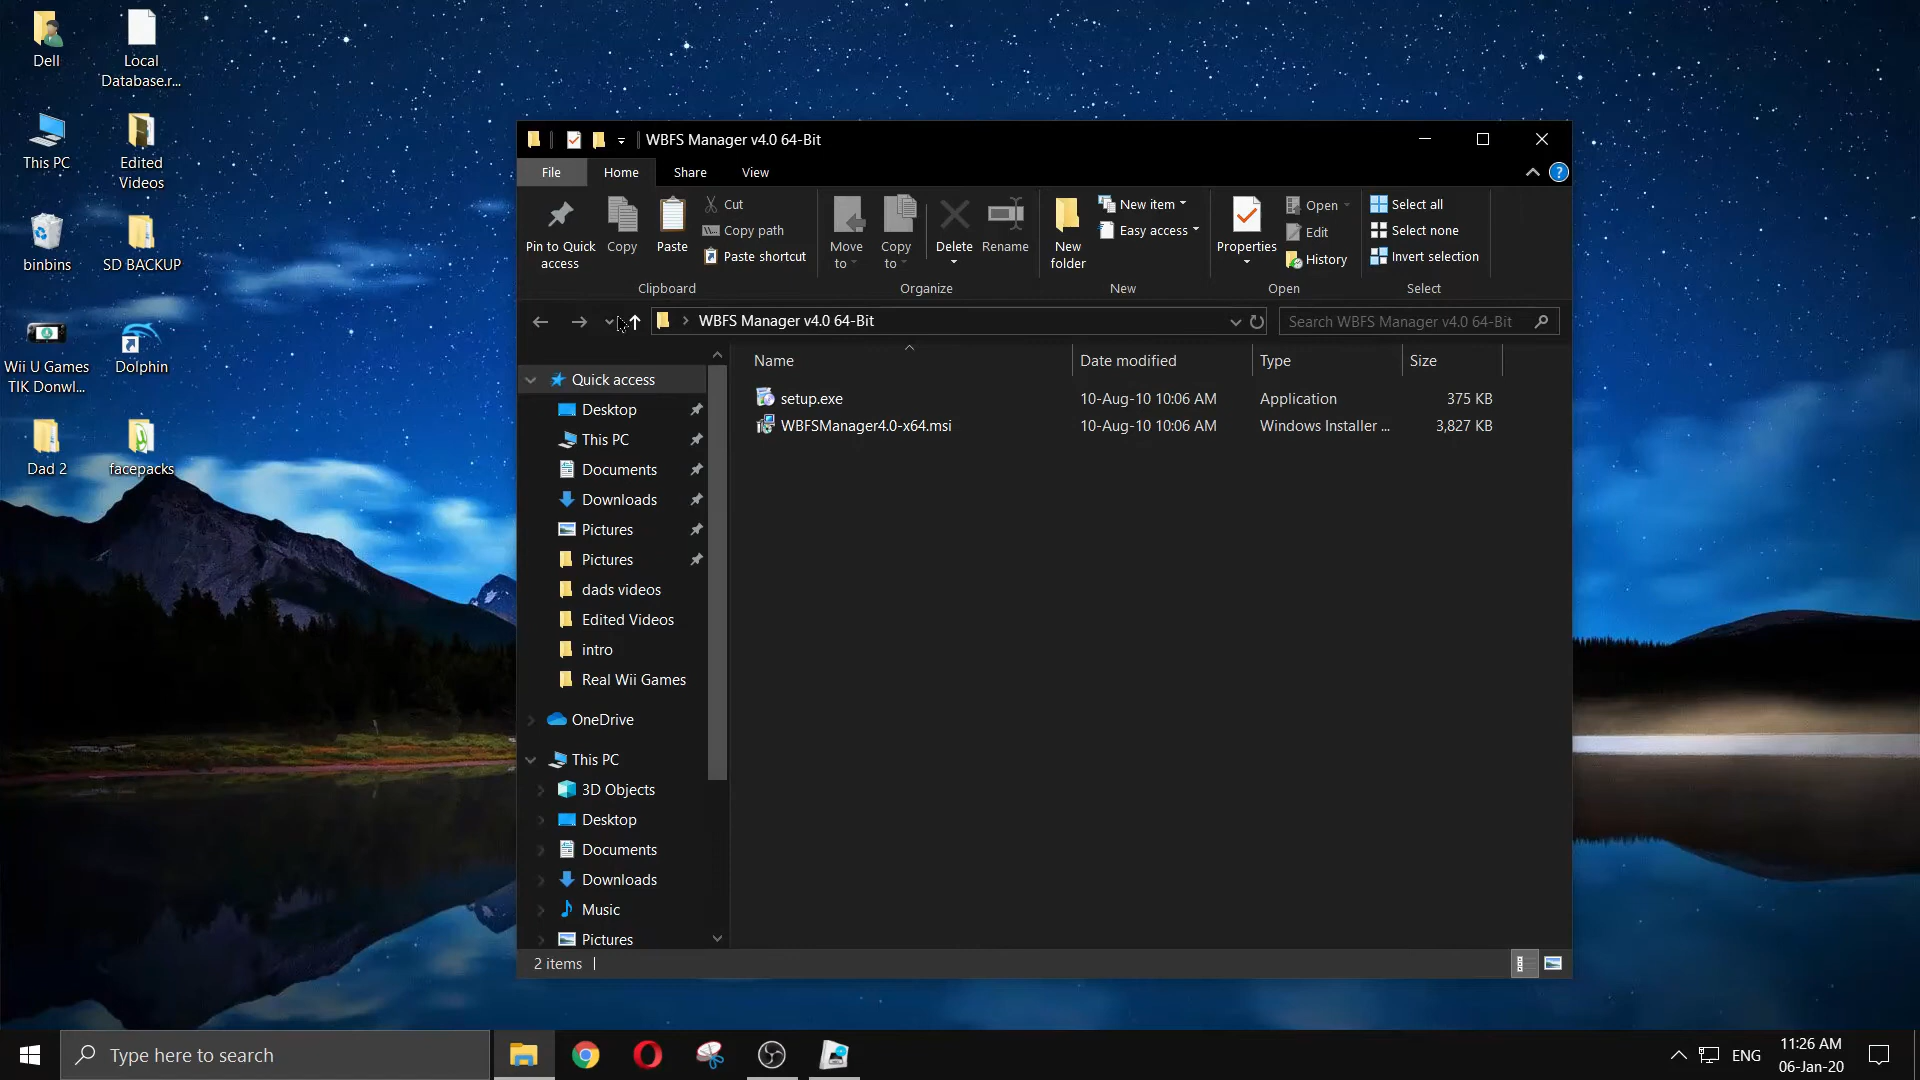 Dell
Local
Database.r...
This PC
Edited
Videos
binbins
SD BACKUP
Wii U Games
TIK Donwl...
Dolphin
Dad 2
facepacks
WBFS Manager v4.0 64-Bit
File
Home
Share
View
Pin to Quick
access
Copy
Paste
Cut
Copy path
Paste shortcut
Clipboard
Move
to
Copy
to
Delete
Rename
Organize
New
folder
New item
Easy access
New
Properties
Open
Edit
History
Open
Select all
Select none
Invert selection
Select
WBFS Manager v4.0 64-Bit
Search WBFS Manager v4.0 64-Bit
Name
Date modified
Type
Size
setup.exe
10-Aug-10 10:06 AM
Application
375 KB
WBFSManager4.0-x64.msi
10-Aug-10 10:06 AM
Windows Installer ...
3,827 KB
Quick access
Desktop
This PC
Documents
Downloads
Pictures
Pictures
dads videos
Edited Videos
intro
Real Wii Games
OneDrive
This PC
3D Objects
Desktop
Documents
Downloads
Music
Pictures
2 items
Type here to search
ENG
11:26 AM
06-Jan-20